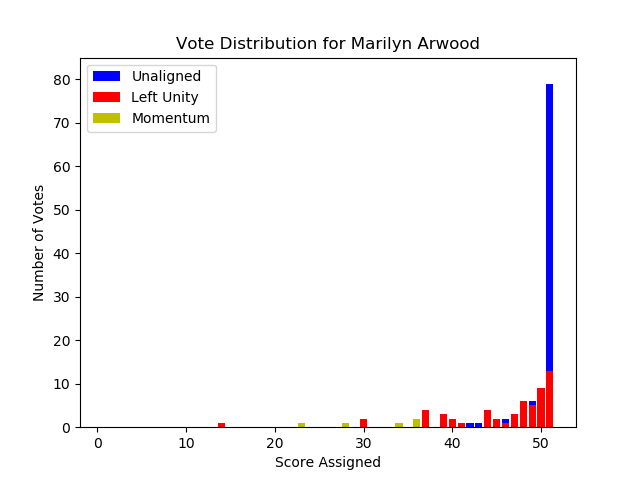 Vote Distribution for Marilyn Arwood
Unaligned
Left Unity
Momentum
Number of Votes
80
70
60
50
40
30
20
10
0
0 10 20 30 40 50
Score Assigned